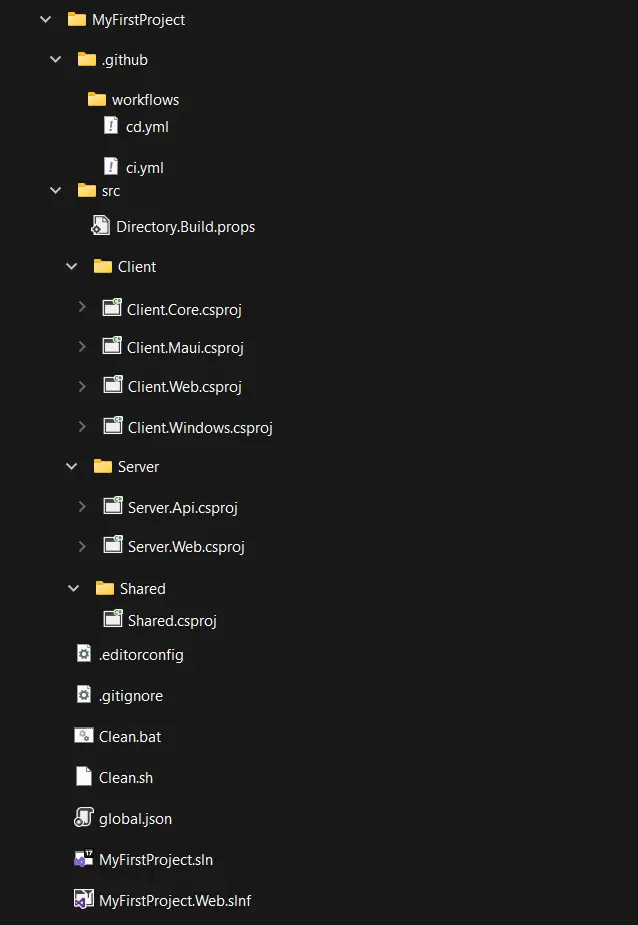 MyFirstProject
.github
workflows
cd.yml
ci.yml
src
Directory.Build.props
Client
Client.Core.csproj
Client.Maui.csproj
Client.Web.csproj
Client.Windows.csproj
Server
Server.Api.csproj
Server.Web.csproj
Shared
Shared.csproj
.editorconfig
.gitignore
Clean.bat
Clean.sh
global.json
MyFirstProject.sln
MyFirstProject.Web.slnf